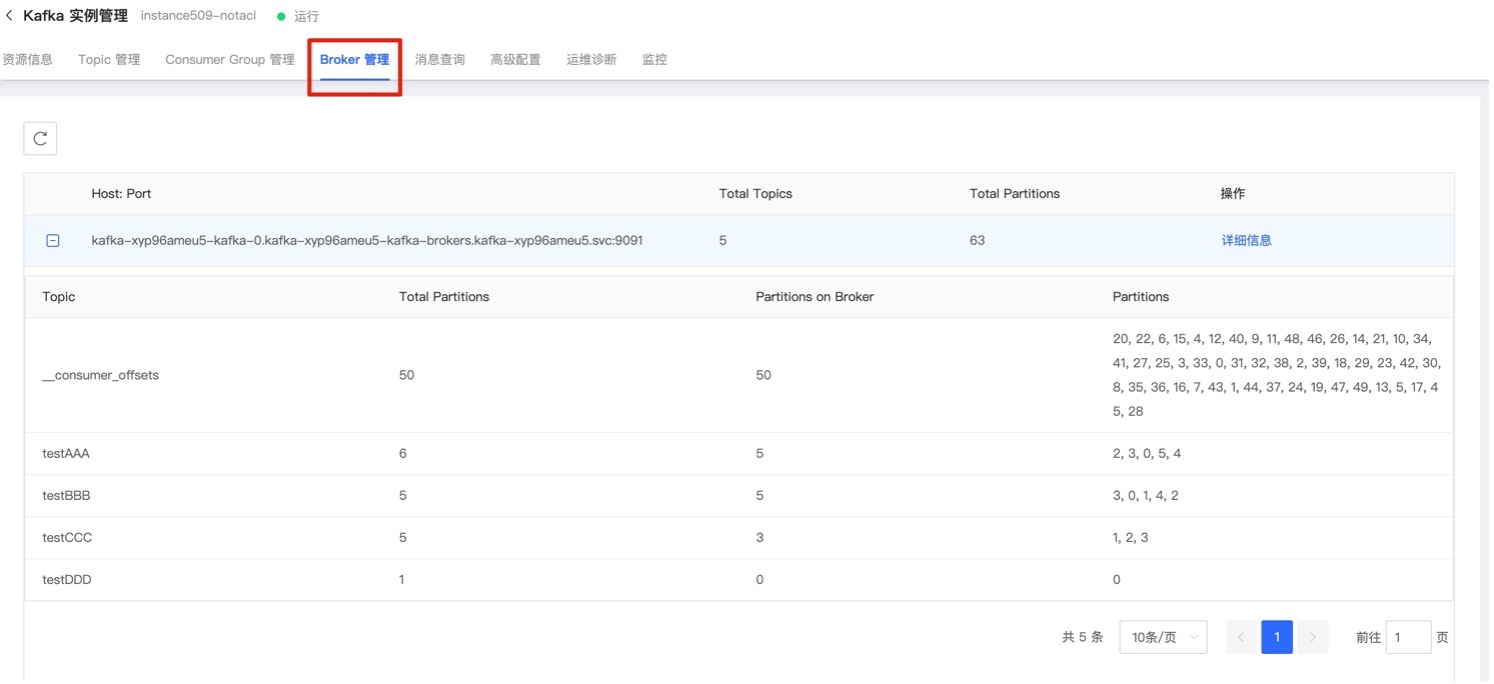 Kafka 实例管理 instance509-notacl 运行
资源信息 Topic 管理 Consumer Group 管理 Broker 管理 消息查询 高级配置 运维诊断 监控
Host: Port Total Topics Total Partitions 操作
kafka-xyp96ameu5-kafka-0.kafka-xyp96ameu5-kafka-brokers.kafka-xyp96ameu5.svc:9091 5 63 详细信息
Topic Total Partitions Partitions on Broker Partitions
20, 22, 6, 15, 4, 12, 40, 9, 11, 48, 46, 26, 14, 21, 10, 34,
41, 27, 25, 3, 33, 0, 31, 32, 38, 2, 39, 18, 29, 23, 42, 30,
__consumer_offsets 50 50
8, 35, 36, 16, 7, 43, 1, 44, 37, 24, 19, 47, 49, 13, 5, 17, 4
5, 28
testAAA 6 5 2, 3, 0, 5, 4
testBBB 5 5 3, 0, 1, 4, 2
testCCC 5 3 1, 2, 3
testDDD 1 0 0
共 5 条 10条/页 1 前往 1 页